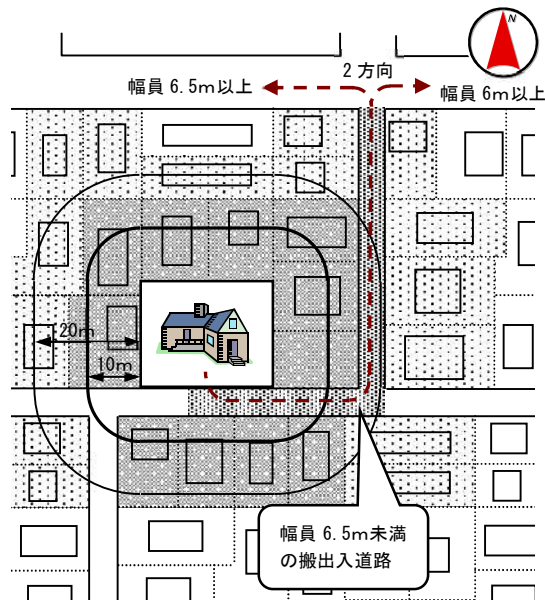 N
2 方向
幅員 6.5ｍ以上
幅員 6ｍ以上
20ｍ
10ｍ
幅員 6.5ｍ未満
の搬出入道路